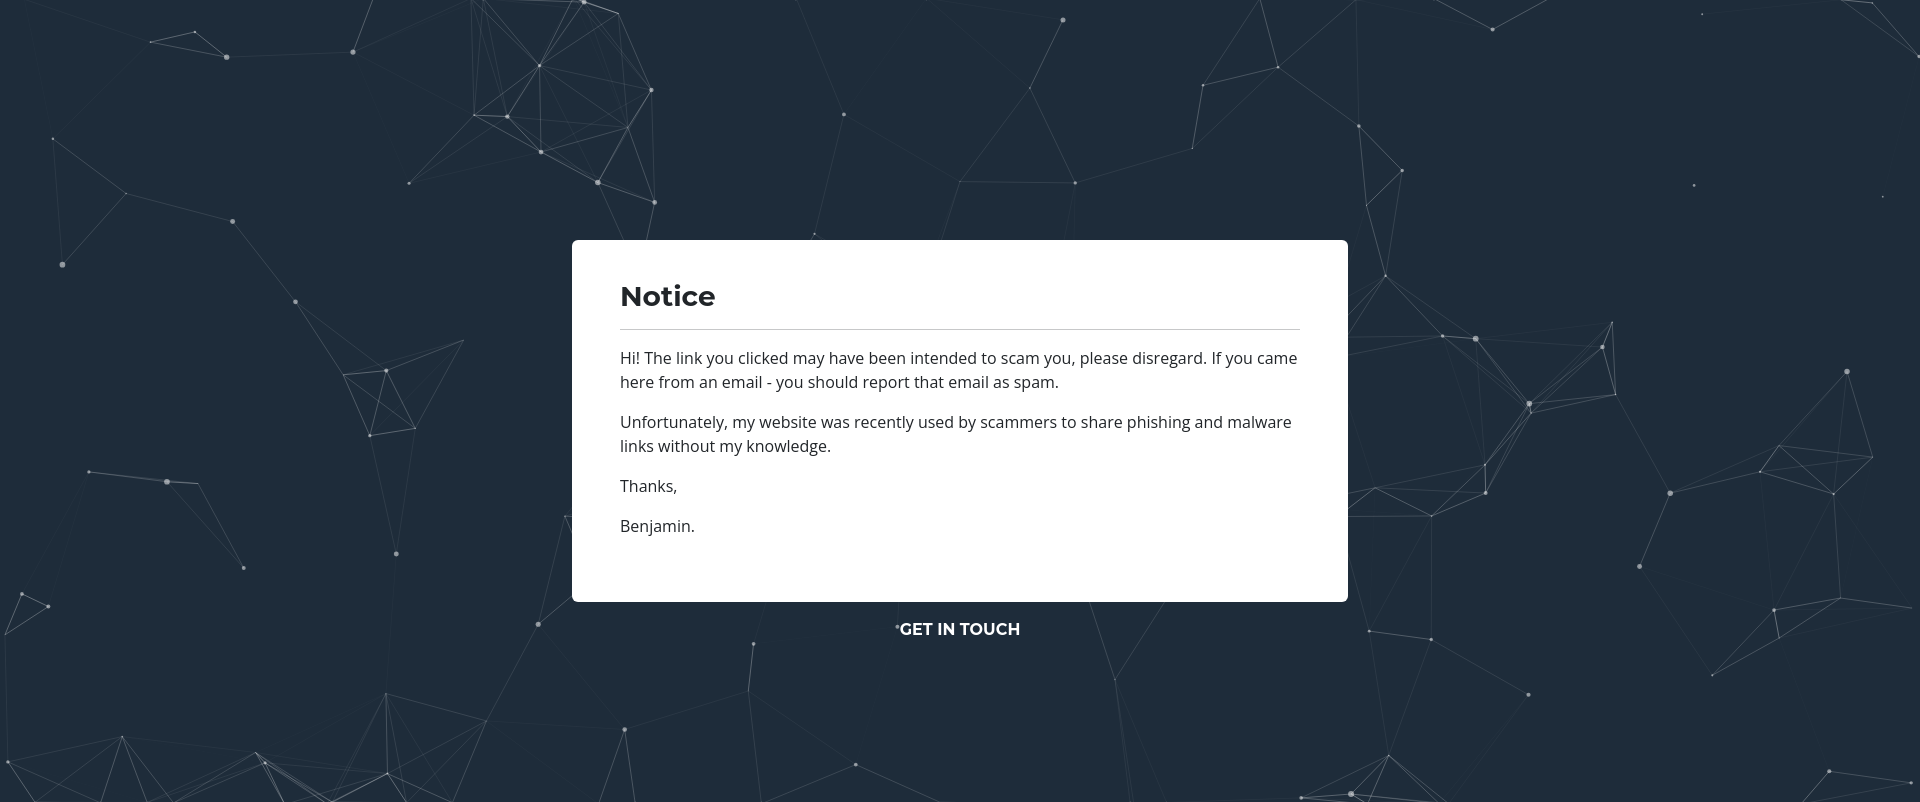 Notice
Hi! The link you clicked may have been intended to scam you, please disregard. If you came
here from an email - you should report that email as spam.
Unfortunately, my website was recently used by scammers to share phishing and malware
links without my knowledge.
Thanks,
Benjamin.
GET IN TOUCH